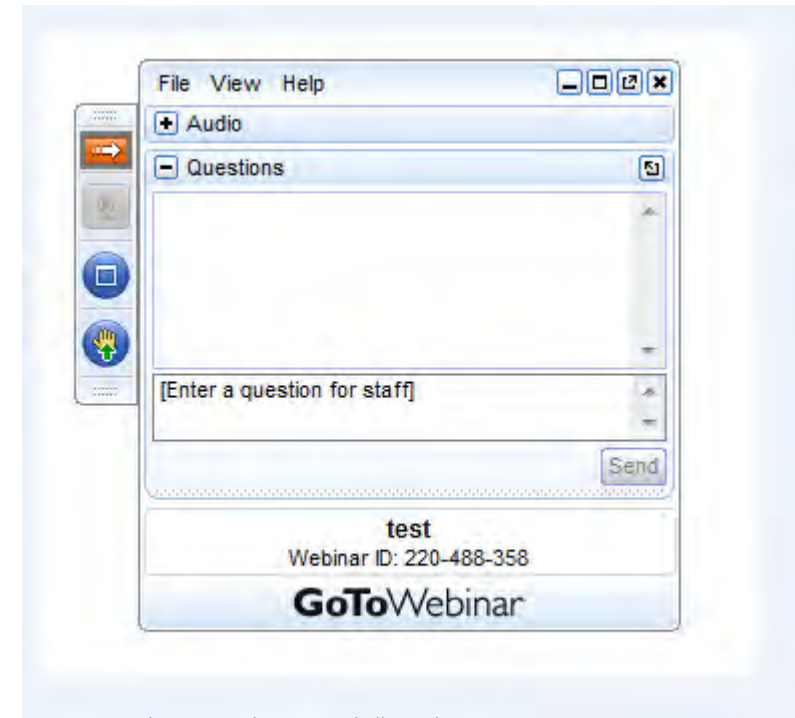 File View Help
Audio
Questions
[Enter a question for staff]
Send
test
Webinar ID: 220-488-358
GoToWebinar